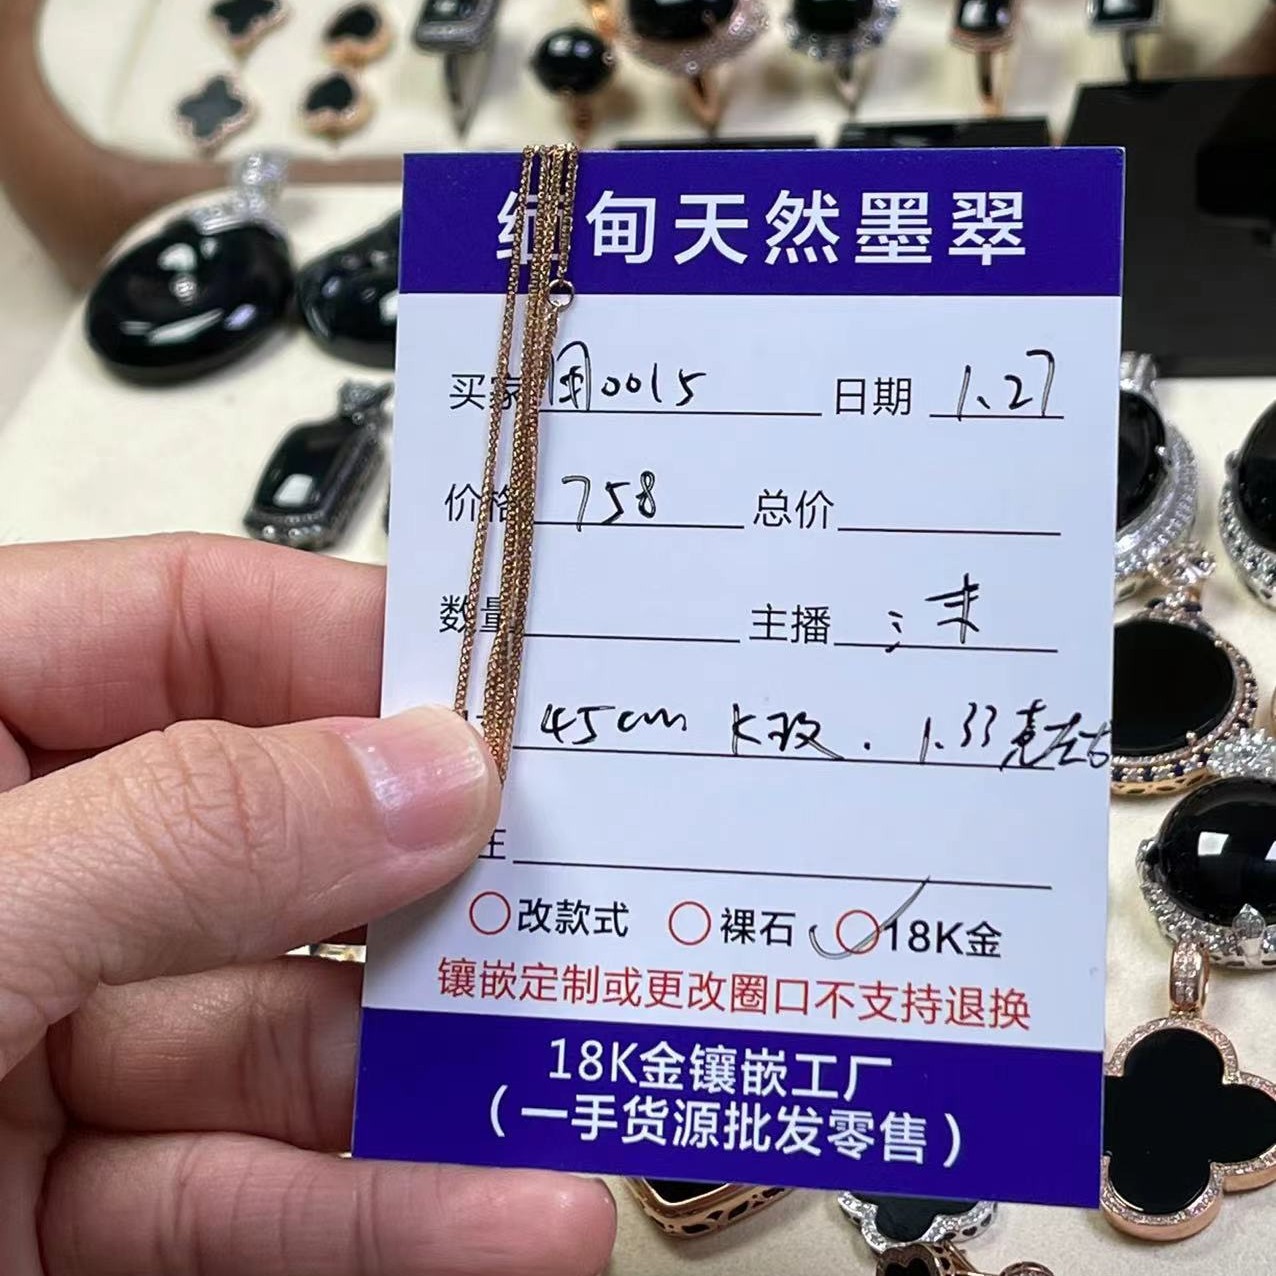 缅甸天然墨翠
买家 周0015 日期 1.27
价格 758 总价
数量 主播
45cm K玫. 1.33克左右
注
改款式 裸石 18K金
镶嵌定制或更改圈口不支持退换
18K金镶嵌工厂
(一手货源批发零售)